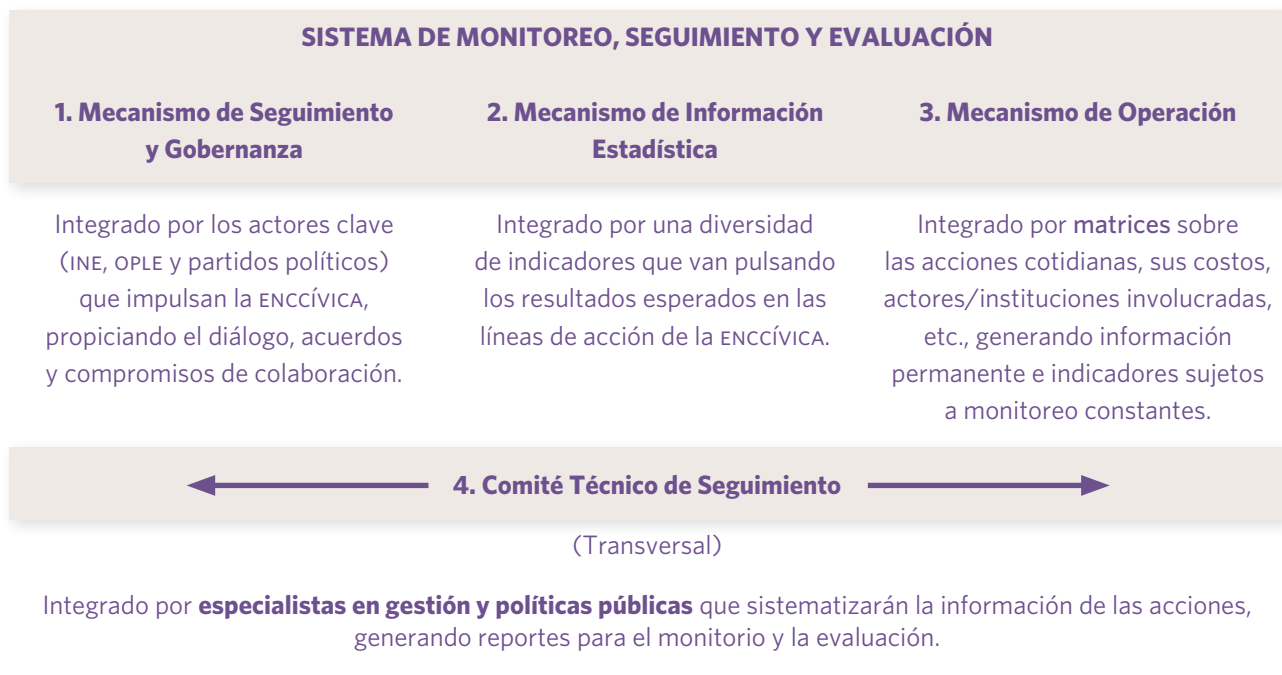 SISTEMA DE MONITOREO, SEGUIMIENTO Y EVALUACIÓN
1. Mecanismo de Seguimiento
y Gobernanza
2. Mecanismo de Información
Estadística
3. Mecanismo de Operación
Integrado por los actores clave
(INE, OPLE y partidos políticos)
que impulsan la ENCCÍVICA,
propiciando el diálogo, acuerdos
y compromisos de colaboración.
Integrado por una diversidad
de indicadores que van pulsando
los resultados esperados en las
líneas de acción de la ENCCÍVICA.
Integrado por matrices sobre
las acciones cotidianas, sus costos,
actores/instituciones involucradas,
etc., generando información
permanente e indicadores sujetos
a monitoreo constantes.
4. Comité Técnico de Seguimiento
(Transversal)
Integrado por especialistas en gestión y políticas públicas que sistematizarán la información de las acciones,
generando reportes para el monitorio y la evaluación.